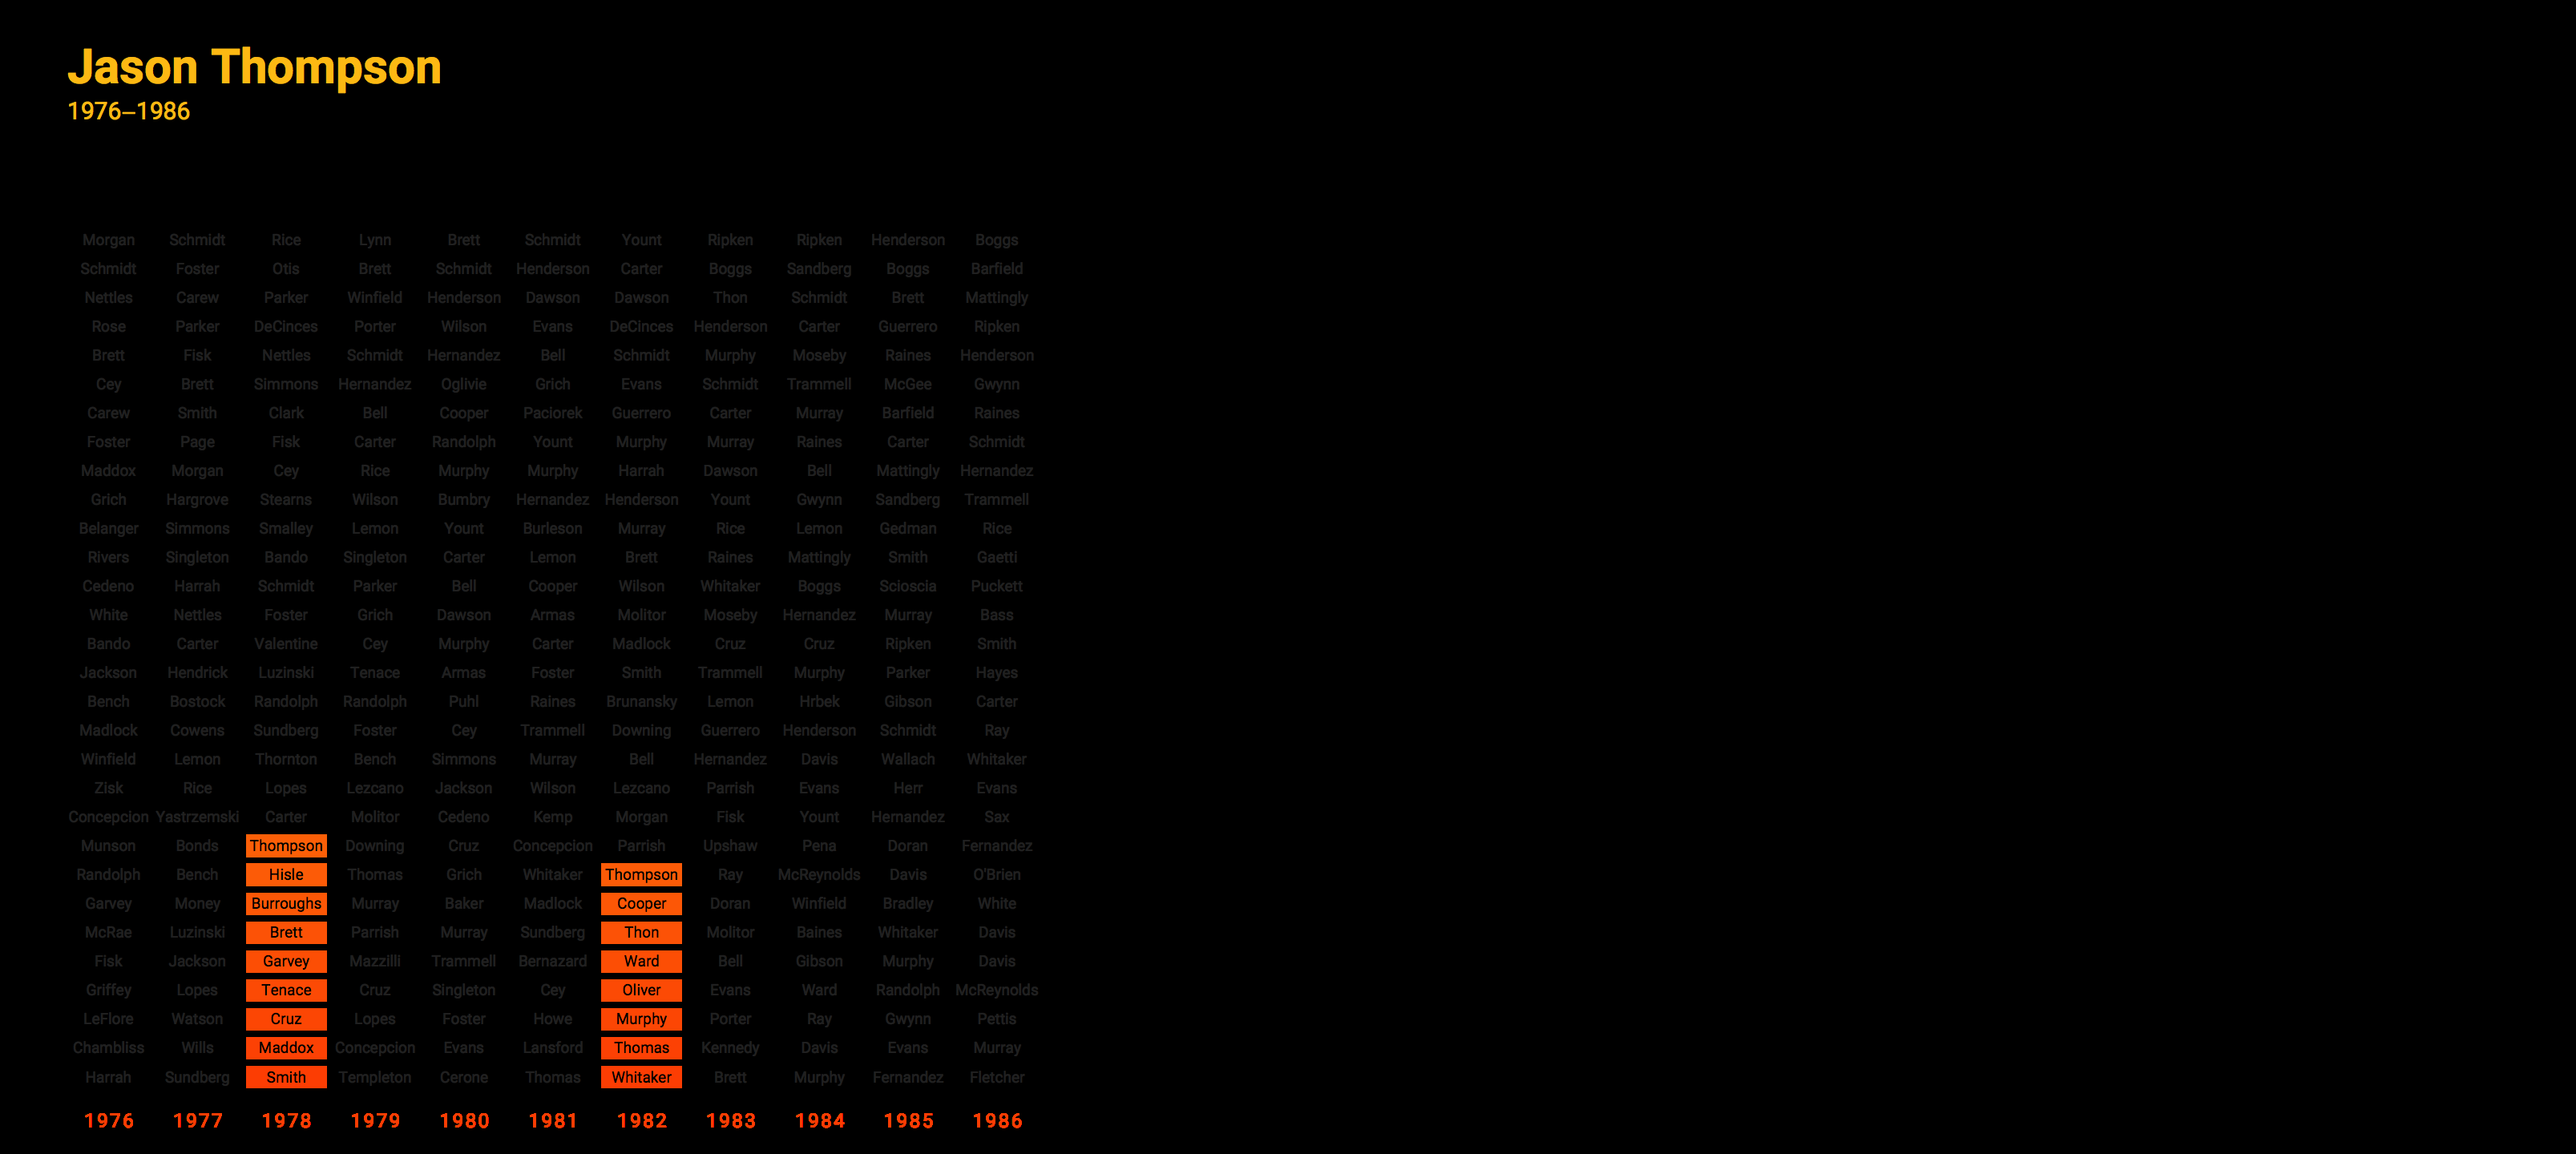 Jason Thompson
1976–1986
Morgan Schmidt Rice Lynn Brett Schmidt Yount Ripken Ripken Henderson Boggs
Schmidt Foster Otis Brett Schmidt Henderson Carter Boggs Sandberg Boggs Barfield
Nettles Carew Parker Winfield Henderson Dawson Dawson Thon Schmidt Brett Mattingly
Rose Parker DeCinces Porter Wilson Evans DeCinces Henderson Carter Guerrero Ripken
Brett Fisk Nettles Schmidt Hernandez Bell Schmidt Murphy Moseby Raines Henderson
Cey Brett Simmons Hernandez Oglivie Grich Evans Schmidt Trammell McGee Gwynn
Carew Smith Clark Bell Cooper Paciorek Guerrero Carter Murray Barfield Raines
Foster Page Fisk Carter Randolph Yount Murphy Murray Raines Carter Schmidt
Maddox Morgan Cey Rice Murphy Murphy Harrah Dawson Bell Mattingly Hernandez
Grich Hargrove Stearns Wilson Bumbry Hernandez Henderson Yount Gwynn Sandberg Trammell
Belanger Simmons Smalley Lemon Yount Burleson Murray Rice Lemon Gedman Rice
Rivers Singleton Bando Singleton Carter Lemon Brett Raines Mattingly Smith Gaetti
Cedeno Harrah Schmidt Parker Bell Cooper Wilson Whitaker Boggs Scioscia Puckett
White Nettles Foster Grich Dawson Armas Molitor Moseby Hernandez Murray Bass
Bando Carter Valentine Cey Murphy Carter Madlock Cruz Cruz Ripken Smith
Jackson Hendrick Luzinski Tenace Armas Foster Smith Trammell Murphy Parker Hayes
Bench Bostock Randolph Randolph Puhl Raines Brunansky Lemon Hrbek Gibson Carter
Madlock Cowens Sundberg Foster Cey Trammell Downing Guerrero Henderson Schmidt Ray
Winfield Lemon Thornton Bench Simmons Murray Bell Hernandez Davis Wallach Whitaker
Zisk Rice Lopes Lezcano Jackson Wilson Lezcano Parrish Evans Herr Evans
Concepcion Yastrzemski Carter Molitor Cedeno Kemp Morgan Fisk Yount Hernandez Sax
Munson Bonds Thompson Downing Cruz Concepcion Parrish Upshaw Pena Doran Fernandez
Randolph Bench Hisle Thomas Grich Whitaker Thompson Ray McReynolds Davis O'Brien
Garvey Money Burroughs Murray Baker Madlock Cooper Doran Winfield Bradley White
McRae Luzinski Brett Parrish Murray Sundberg Thon Molitor Baines Whitaker Davis
Fisk Jackson Garvey Mazzilli Trammell Bernazard Ward Bell Gibson Murphy Davis
Griffey Lopes Tenace Cruz Singleton Cey Oliver Evans Ward Randolph McReynolds
LeFlore Watson Cruz Lopes Foster Howe Murphy Porter Ray Gwynn Pettis
Chambliss Wills Maddox Concepcion Evans Lansford Thomas Kennedy Davis Evans Murray
Harrah Sundberg Smith Templeton Cerone Thomas Whitaker Brett Murphy Fernandez Fletcher
1976 1977 1978 1979 1980 1981 1982 1983 1984 1985 1986